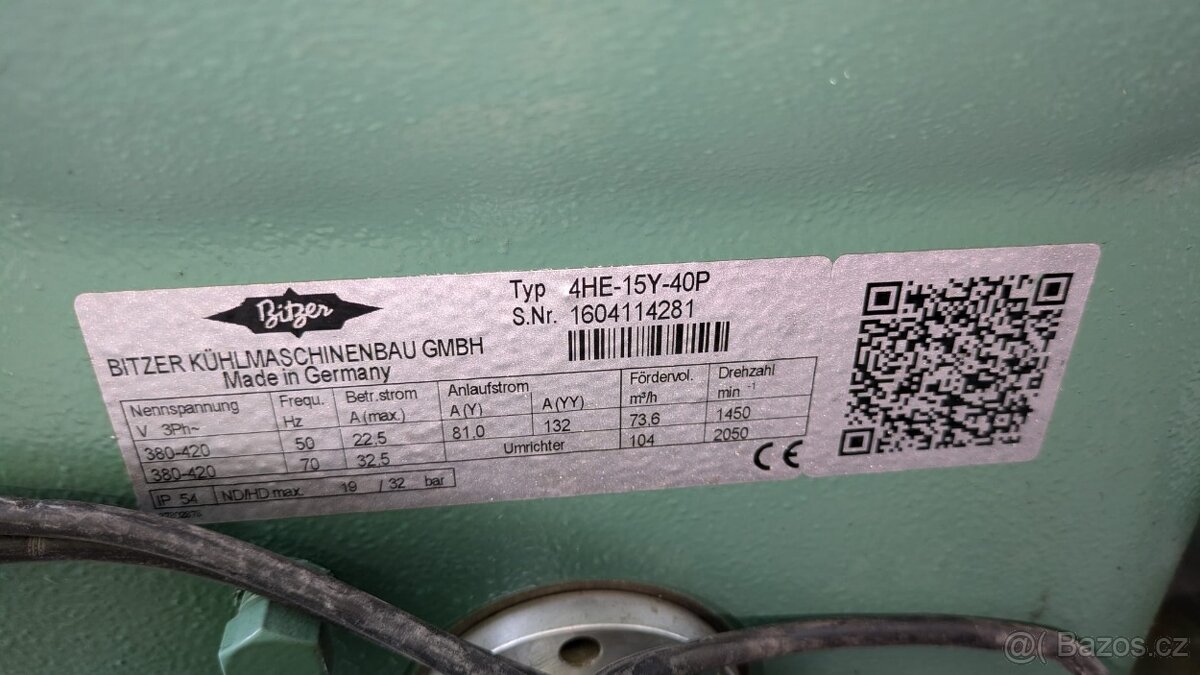 Bitzer
BITZER KÜHLMASCHINENBAU GMBH
Made in Germany
Typ 4HE-15Y-40P
S.Nr. 1604114281
Nennspannung Frequ. Betr.strom Anlaufstrom Fördervol. Drehzahl
V 3Ph~ Hz A (max.) A (Y) A (YY) m³/h min -1
380-420 50 22.5 81.0 132 73.6 1450
380-420 70 32.5 Umrichter 104 2050
IP 54 ND/HD max. 19 / 32 bar
CE
@( Bazos.cz